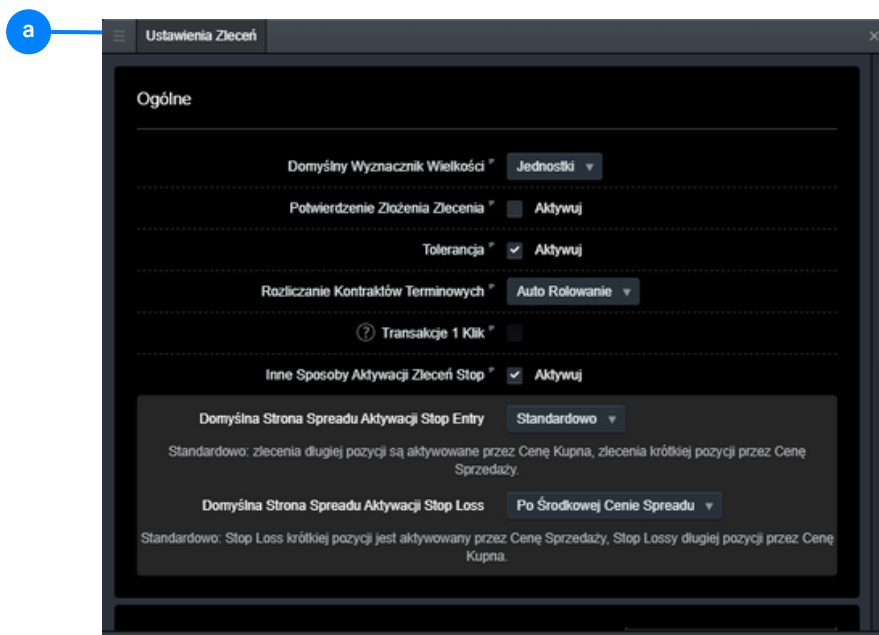 a
Ustawienia Zleceń
Ogólne
Domyślny Wyznacznik Wielkości Jednostki
Potwierdzenie Złożenia Zlecenia Aktywuj
Tolerancja Aktywuj
Rozliczanie Kontraktów Terminowych Auto Rolowanie
? Transakcje 1 Klik
Inne Sposoby Aktywacji Zleceń Stop Aktywuj
Domyślna Strona Spreadu Aktywacji Stop Entry Standardowo
Standardowo: zlecenia długiej pozycji są aktywowane przez Cenę Kupna, zlecenia krótkiej pozycji przez Cenę
Sprzedaży.
Domyślna Strona Spreadu Aktywacji Stop Loss Po Środkowej Cenie Spreadu
Standardowo: Stop Loss krótkiej pozycji jest aktywowany przez Cenę Sprzedaży, Stop Lossy długiej pozycji przez Cenę
Kupna.